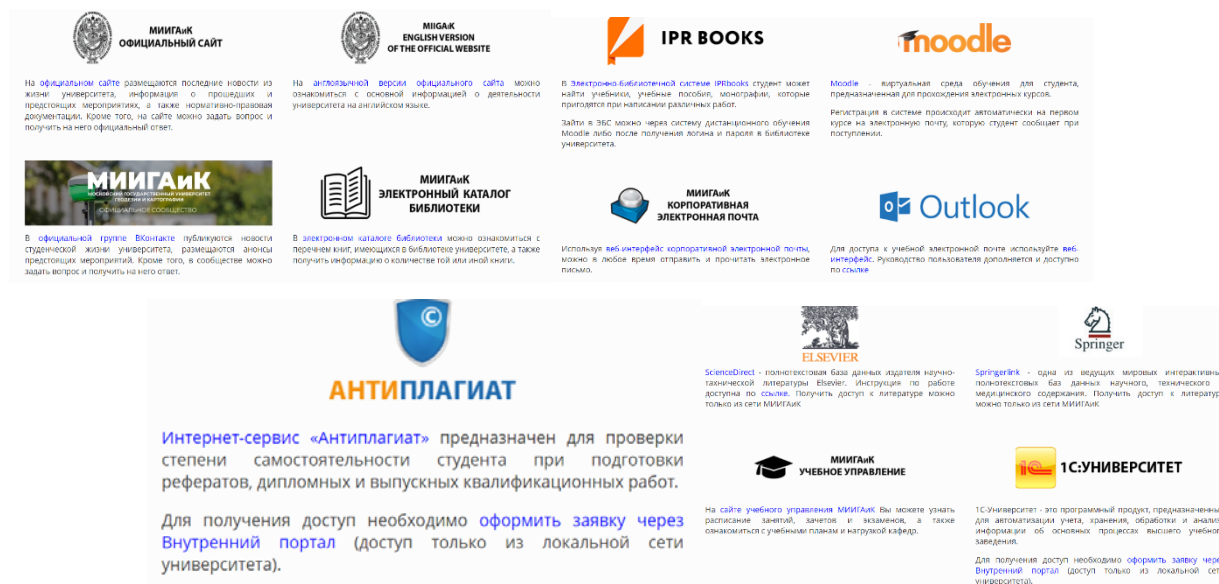 МИИГАиК
ОФИЦИАЛЬНЫЙ САЙТ
На официальном сайте размещаются последние новости из
жизни университета, информация о прошедших и
предстоящих мероприятиях, а также нормативно-правовая
документации. Кроме того, на сайте можно задать вопрос и
получить на него официальный ответ.
MIIGAiK
ENGLISH VERSION
OF THE OFFICIAL WEBSITE
На англоязычной версии официального сайта можно
ознакомиться с основной информацией о деятельности
университета на английском языке.
IPR BOOKS
В Электронно-библиотечной системе IPRbooks студент может
найти учебники, учебные пособия, монографии, которые
пригодятся при написании различных работ.
Зайти в ЭБС можно через систему дистанционного обучения
Moodle либо после получения логина и пароля в библиотеке
университета.
moodle
Moodle - виртуальная среда обучения для студента,
предназначенная для прохождения электронных курсов.
Регистрация в системе происходит автоматически на первом
курсе на электронную почту, которую студент сообщает при
поступлении.
МИИГАиК
МОСКОВСКИЙ ГОСУДАРСТВЕННЫЙ УНИВЕРСИТЕТ
ГЕОДЕЗИИ И КАРТОГРАФИИ
ОФИЦИАЛЬНОЕ СООБЩЕСТВО
В официальной группе ВКонтакте публикуются новости
студенческой жизни университета, размещаются анонсы
предстоящих мероприятий. Кроме того, в сообществе можно
задать вопрос и получить на него ответ.
МИИГАиК
ЭЛЕКТРОННЫЙ КАТАЛОГ
БИБЛИОТЕКИ
В электронном каталоге библиотеки можно ознакомиться с
перечнем книг, имеющихся в библиотеке университете, а также
получить информацию о количестве той или иной книги.
МИИГАиК
КОРПОРАТИВНАЯ
ЭЛЕКТРОННАЯ ПОЧТА
Используя веб-интерфейс корпоративной электронной почты,
можно в любое время отправить и прочитать электронное
письмо.
Outlook
Для доступа к учебной электронной почте используйте веб-
интерфейс. Руководство пользователя дополняется и доступно
по ссылке
АНТИПЛАГИАТ
Интернет-сервис «Антиплагиат» предназначен для проверки
степени самостоятельности студента при подготовки
рефератов, дипломных и выпускных квалификационных работ.
Для получения доступ необходимо оформить заявку через
Внутренний портал (доступ только из локальной сети
университета).
ELSEVIER
ScienceDirect - полнотекстовая база данных издателя научно-
технической литературы Elsevier. Инструкция по работе
доступна по ссылке. Получить доступ к литературе можно
только из сети МИИГАиК
Springer
Springerlink - одна из ведущих мировых интерактивны
полнотекстовых баз данных научного, технического
медицинского содержания. Получить доступ к литератур
можно только из сети МИИГАиК
МИИГАиК
УЧЕБНОЕ УПРАВЛЕНИЕ
На сайте учебного управления МИИГАиК Вы можете узнать
расписание занятий, зачетов и экзаменов, а также
ознакомиться с учебными планам и нагрузкой кафедр.
1С:УНИВЕРСИТЕТ
1С-Университет - это программный продукт, предназначенны
для автоматизации учета, хранения, обработки и анализ
информации об основных процессах высшего учебног
заведения.
Для получения доступ необходимо оформить заявку чере
Внутренний портал (доступ только из локальной сет
университета).